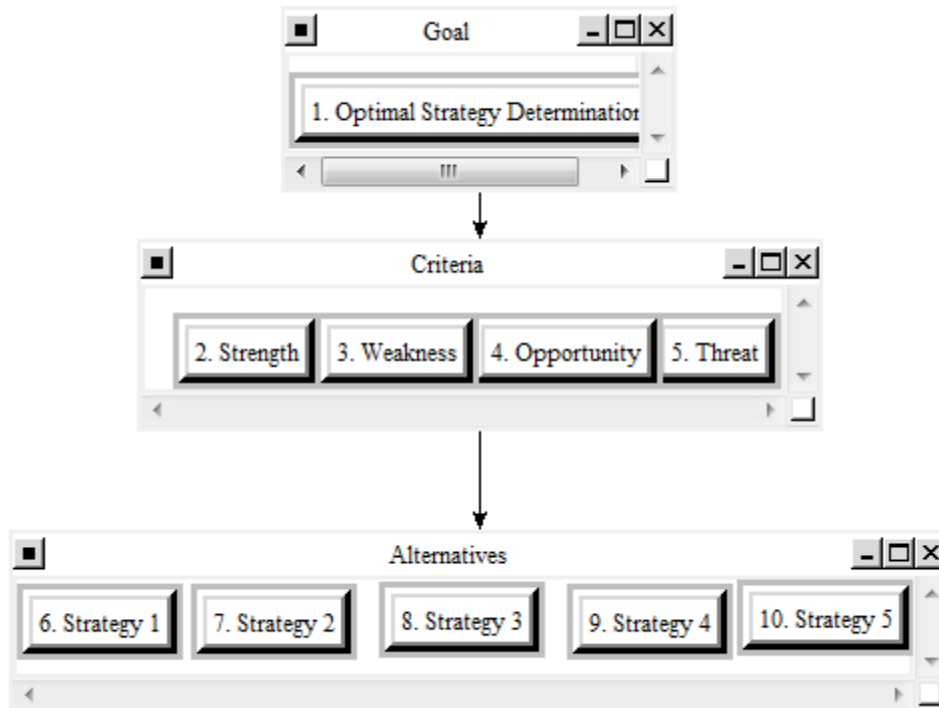 Goal
1. Optimal Strategy Determination
Criteria
2. Strength 3. Weakness 4. Opportunity 5. Threat
Alternatives
6. Strategy 1 7. Strategy 2 8. Strategy 3 9. Strategy 4 10. Strategy 5